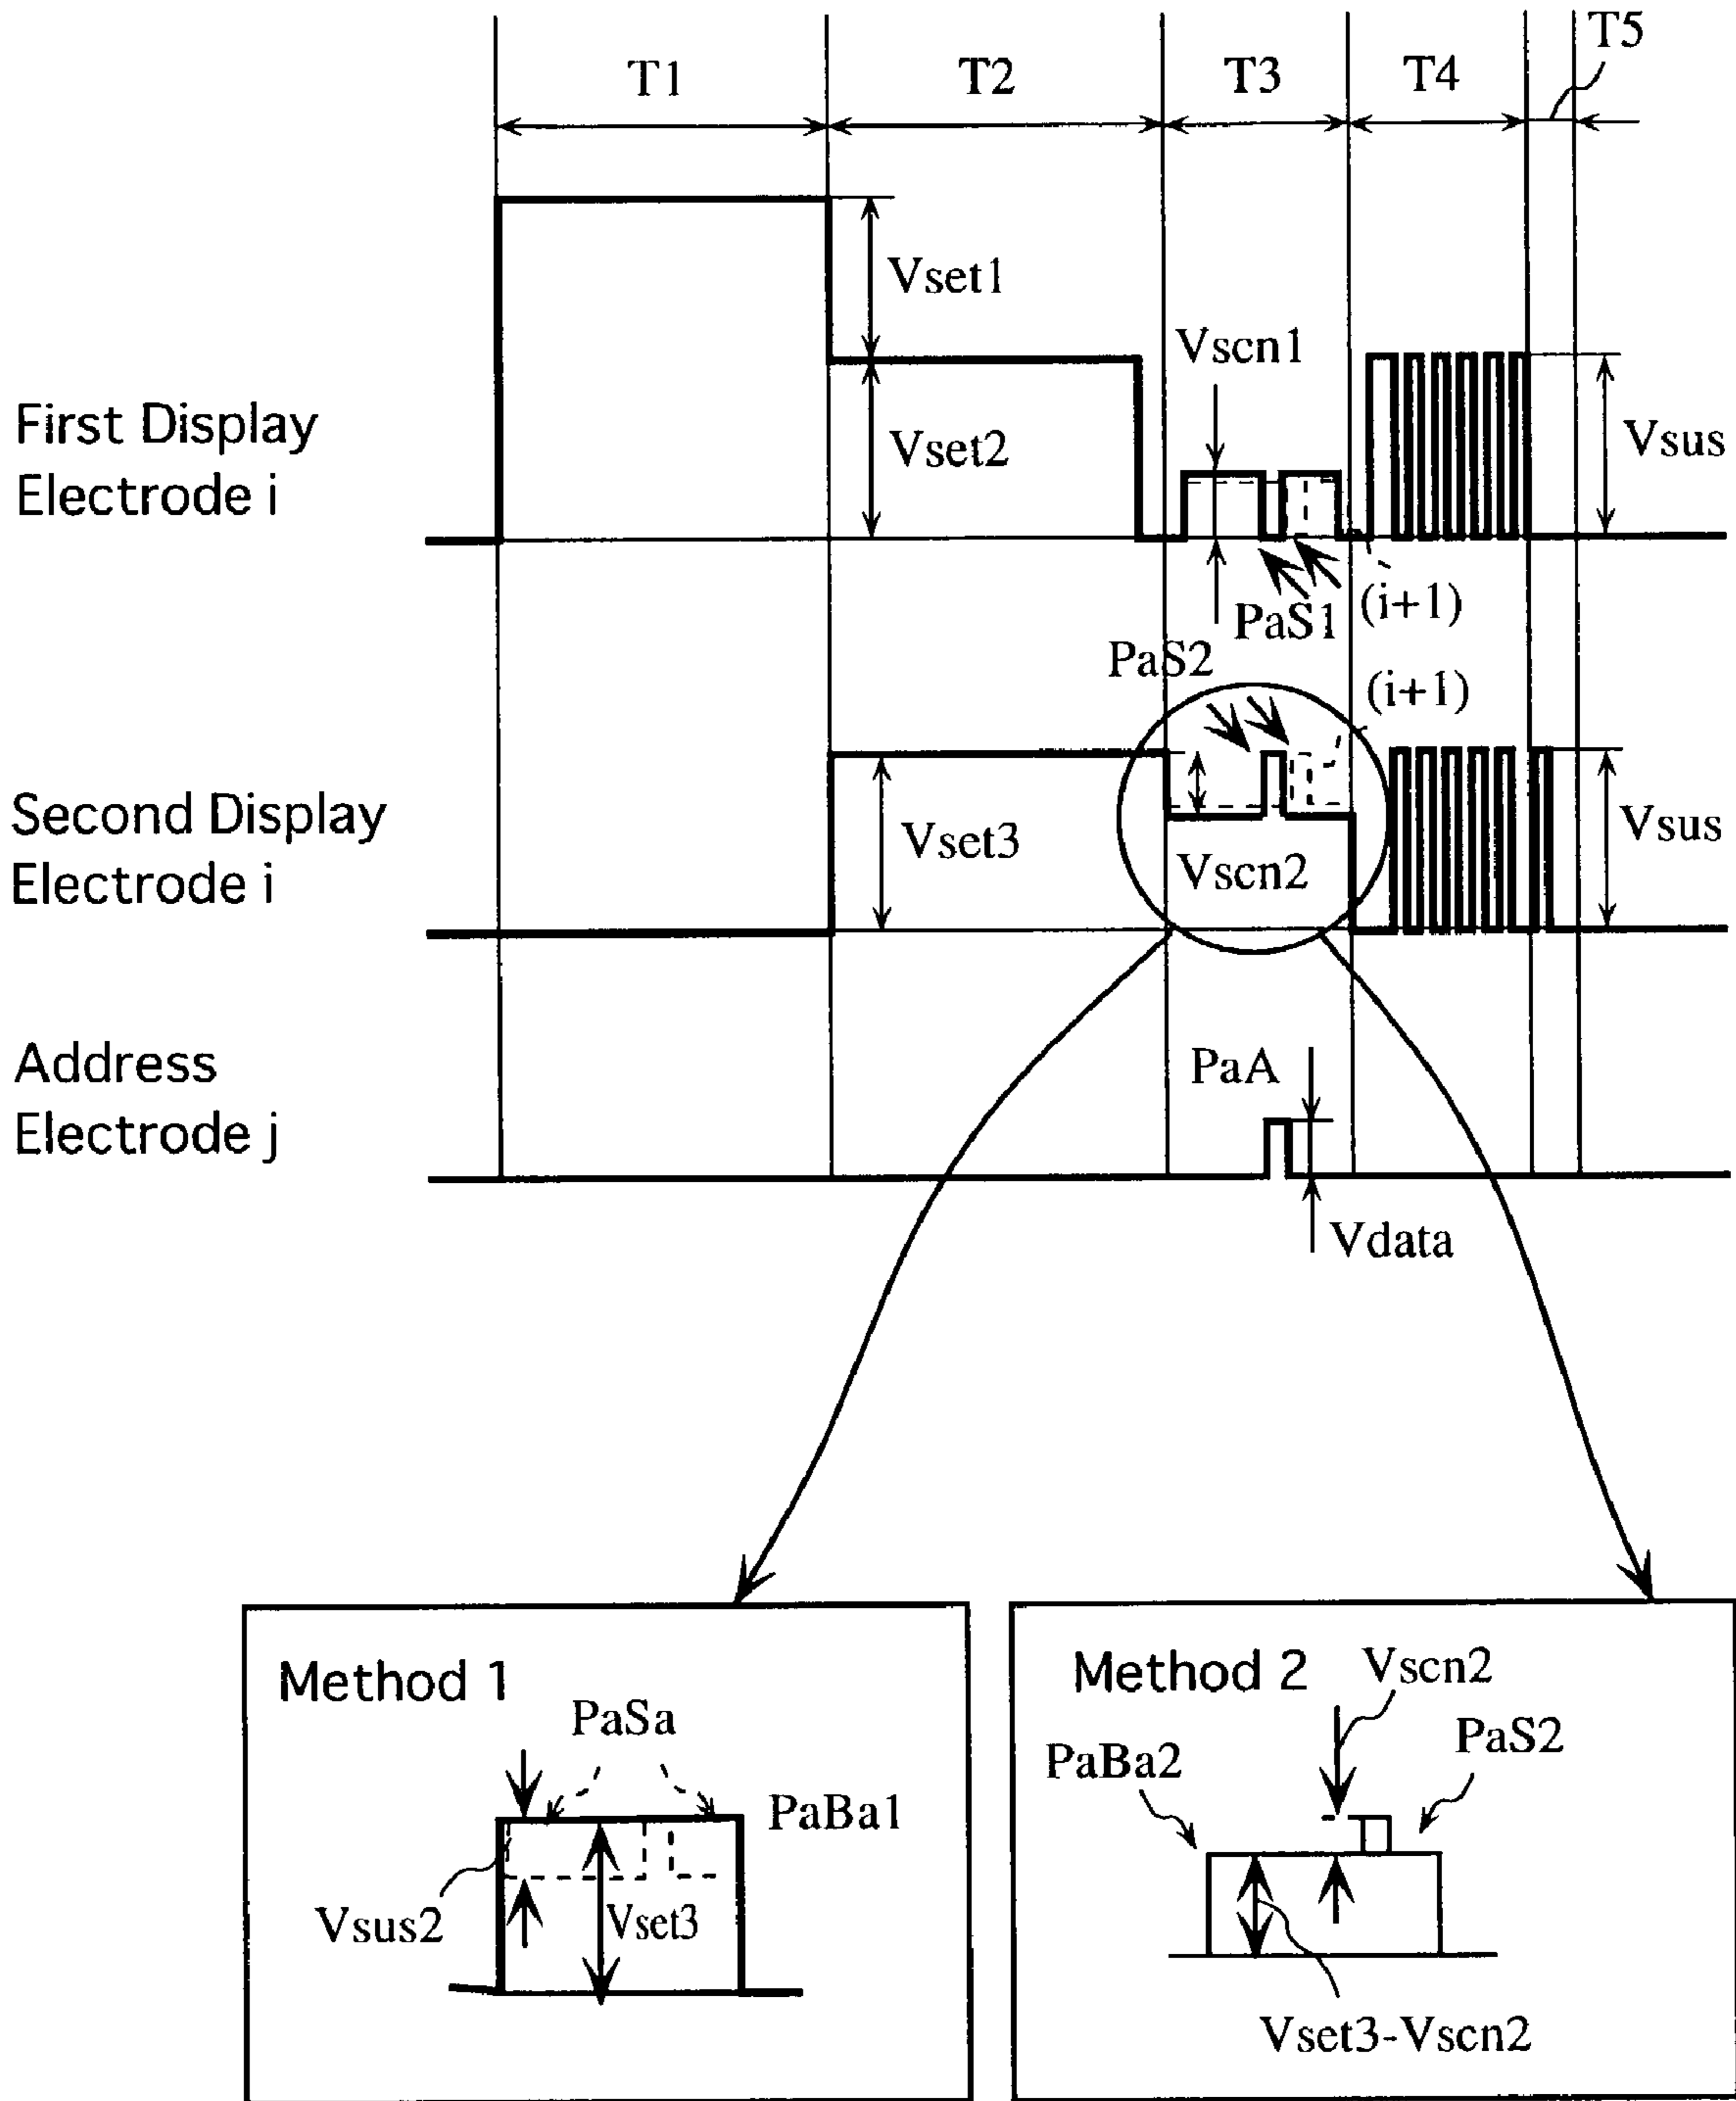 T1
T2
T3
T4
T5
Vset1
Vscn1
First Display
Electrode i
Vset2
Vsus
PaS1
(i+1)
PaS2
(i+1)
Second Display
Electrode i
Vset3
Vscn2
Vsus
Address
Electrode j
PaA
Vdata
Method 1
PaSa
PaBa1
Vsus2
Vset3
Method 2
Vscn2
PaBa2
PaS2
Vset3-Vscn2